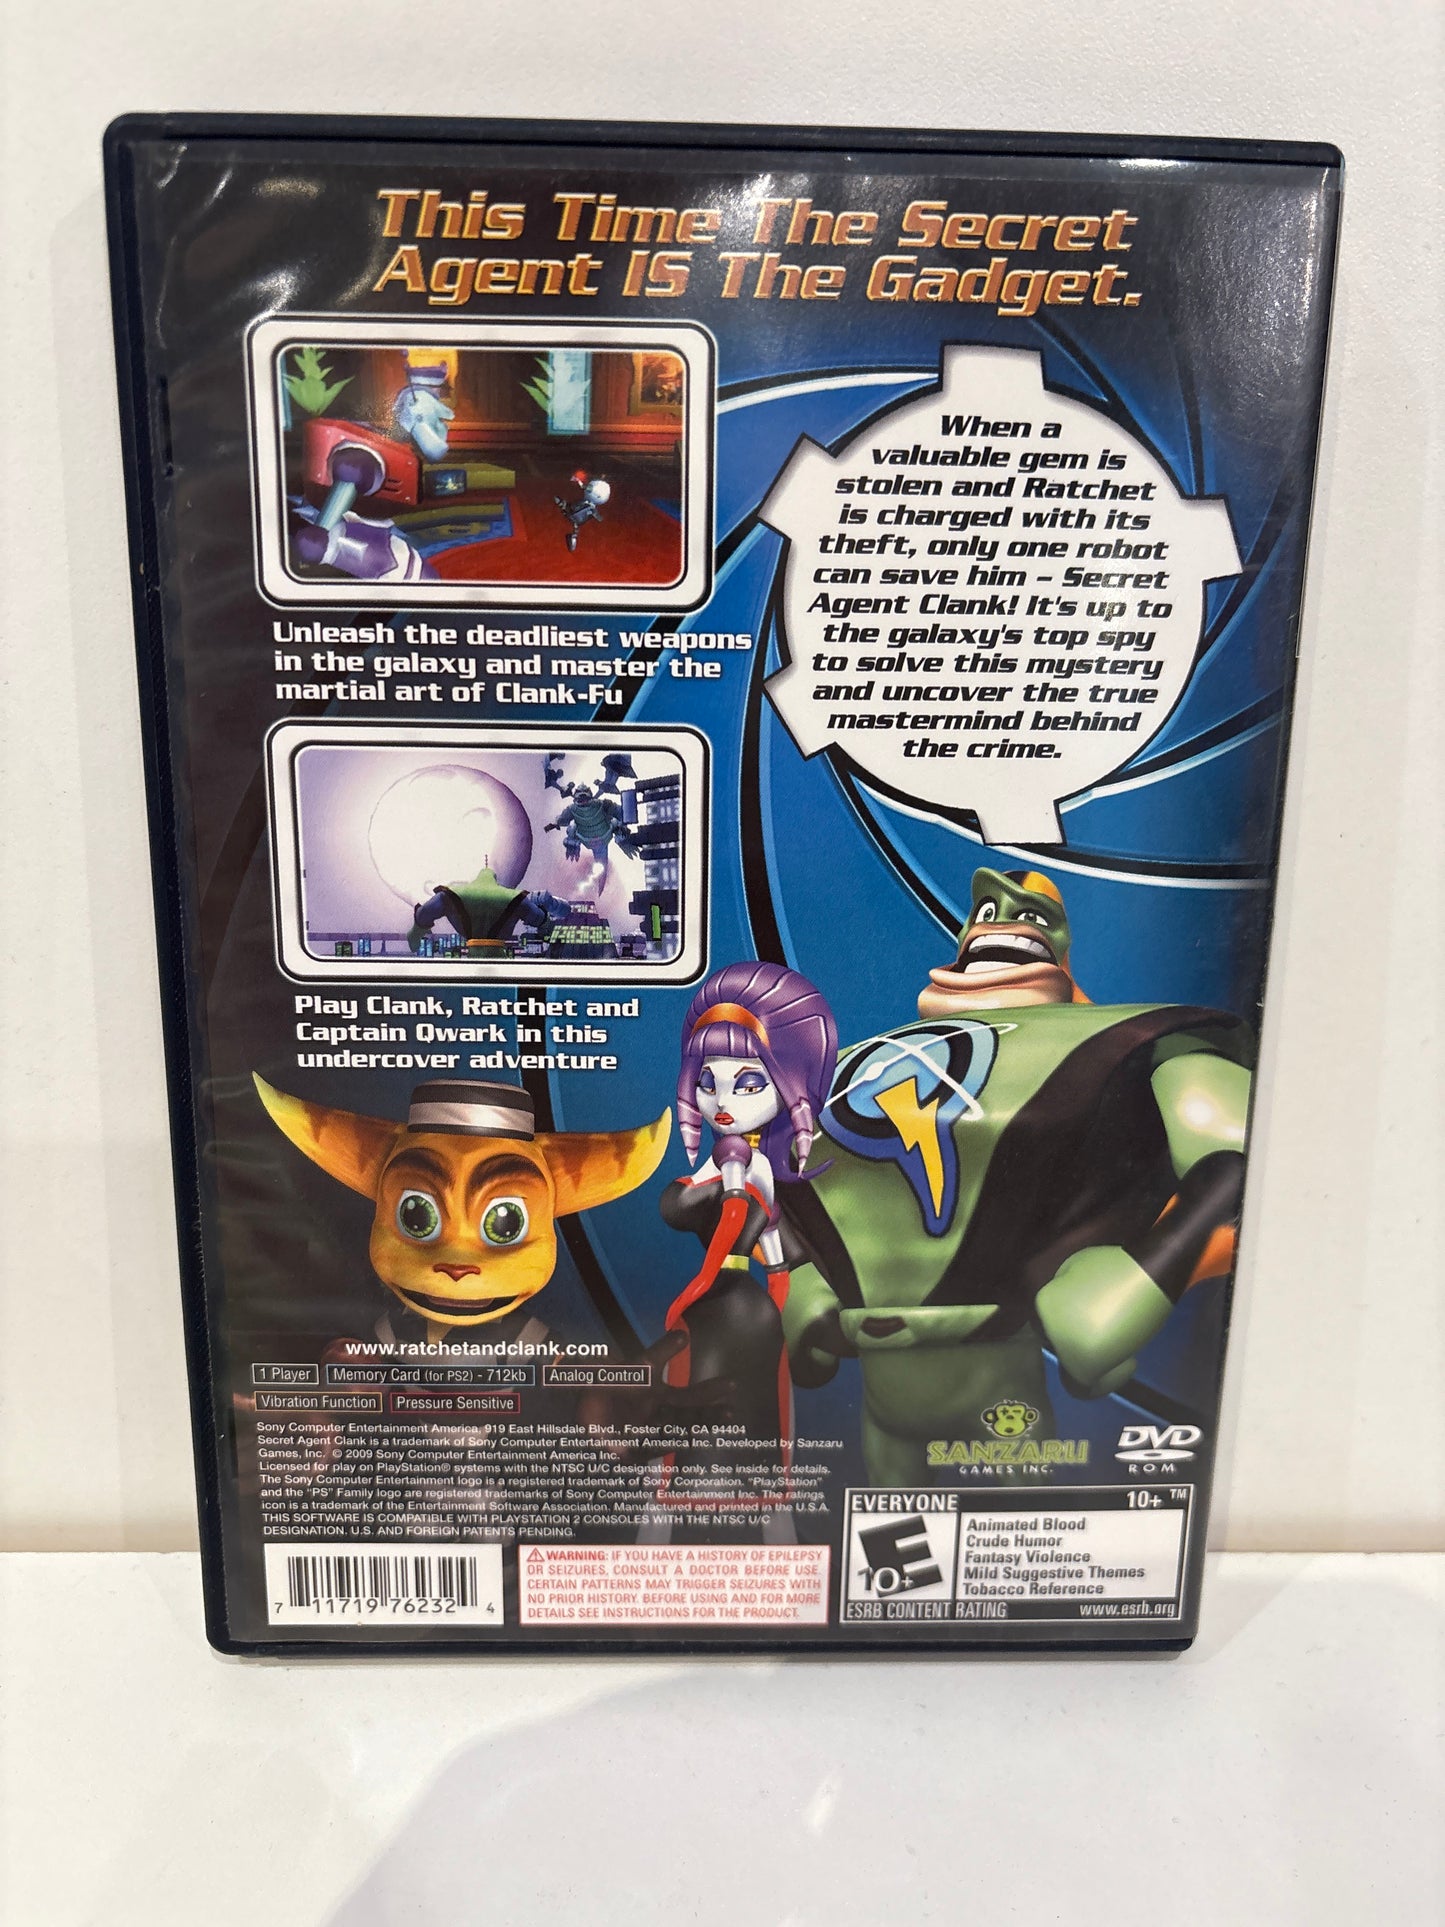 This Time The Secret
Agent IS The Gadget.
When a
valuable gem is
stolen and Ratchet
is charged with its
theft, only one robot
can save him – Secret
Agent Clank! It's up to
the galaxy's top spy
to solve this mystery
and uncover the true
mastermind behind
the crime.
Unleash the deadliest weapons
in the galaxy and master the
martial art of Clank-Fu
Play Clank, Ratchet and
Captain Qwark in this
undercover adventure
www.ratchetandclank.com
1 Player Memory Card (for PS2) - 712kb Analog Control
Vibration Function Pressure Sensitive
Sony Computer Entertainment America, 919 East Hillsdale Blvd., Foster City, CA 94404
Secret Agent Clank is a trademark of Sony Computer Entertainment America Inc. Developed by Sanzaru
Games, Inc. © 2009 Sony Computer Entertainment America Inc.
Licensed for play on PlayStation® systems with the NTSC U/C designation only. See inside for details.
The Sony Computer Entertainment logo is a registered trademark of Sony Corporation. "PlayStation"
and the "PS" Family logo are registered trademarks of Sony Computer Entertainment Inc. The ratings
icon is a trademark of the Entertainment Software Association. Manufactured and printed in the U.S.A.
THIS SOFTWARE IS COMPATIBLE WITH PLAYSTATION 2 CONSOLES WITH THE NTSC U/C
DESIGNATION. U.S. AND FOREIGN PATENTS PENDING.
SANZARU
GAMES INC.
DVD
ROM
7 11719 76232 4
WARNING: IF YOU HAVE A HISTORY OF EPILEPSY
OR SEIZURES, CONSULT A DOCTOR BEFORE USE.
CERTAIN PATTERNS MAY TRIGGER SEIZURES WITH
NO PRIOR HISTORY. BEFORE USING AND FOR MORE
DETAILS SEE INSTRUCTIONS FOR THE PRODUCT.
EVERYONE 10+ ™
E
10+
Animated Blood
Crude Humor
Fantasy Violence
Mild Suggestive Themes
Tobacco Reference
ESRB CONTENT RATING www.esrb.org